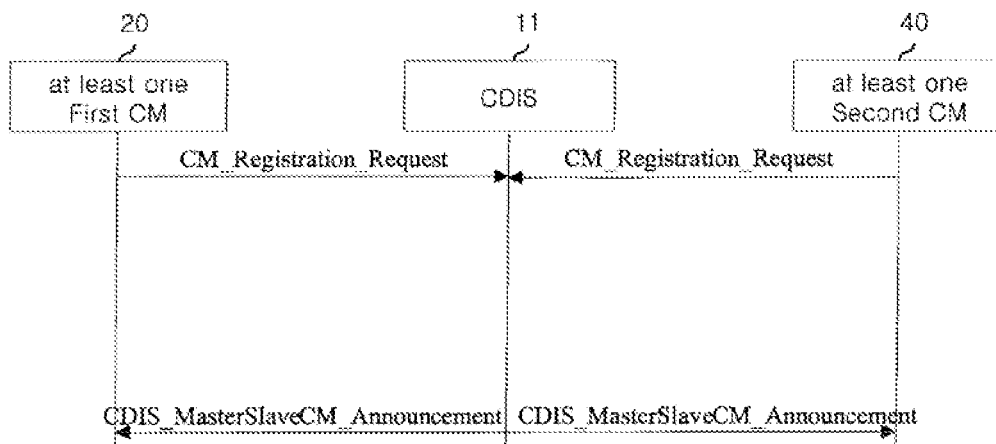 20
11
40
at least one
First CM
CDIS
at least one
Second CM
CM_Registration_Request
CM_Registration_Request
CDIS_MasterSlaveCM_Announcement
CDIS_MasterSlaveCM_Announcement